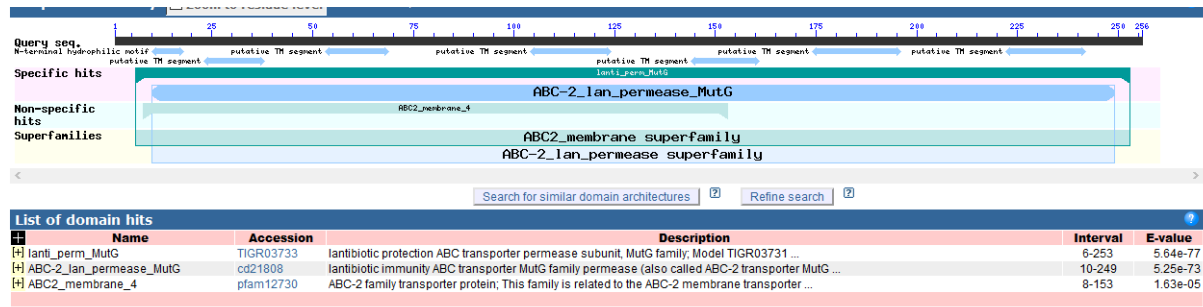 Zoom to residue level
1 25 50 75 100 125 150 175 200 225 250 256
Query seq.
N-terminal hydrophilic motif putative TM segment putative TM segment putative TM segment putative TM segment
putative TM segment putative TM segment
Specific hits
lanti_perm_MutG
ABC-2_lan_permease_MutG
Non-specific hits
ABC2_membrane_4
Superfamilies
ABC2_membrane superfamily
ABC-2_lan_permease superfamily
Search for similar domain architectures ? Refine search ?
List of domain hits ?
+ Name Accession Description Interval E-value
[+] lanti_perm_MutG TIGR03733 lantibiotic protection ABC transporter permease subunit, MutG family; Model TIGR03731 ... 6-253 5.64e-77
[+] ABC-2_lan_permease_MutG cd21808 lantibiotic immunity ABC transporter MutG family permease (also called ABC-2 transporter MutG ... 10-249 5.25e-73
[+] ABC2_membrane_4 pfam12730 ABC-2 family transporter protein; This family is related to the ABC-2 membrane transporter ... 8-153 1.63e-05